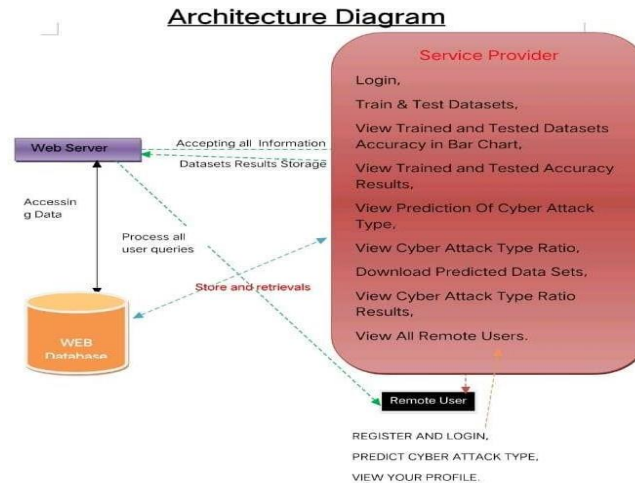 Architecture Diagram
Service Provider
Login,
Train & Test Datasets,
View Trained and Tested Datasets
Accuracy in Bar Chart,
View Trained and Tested Accuracy
Results,
View Prediction Of Cyber Attack
Type,
View Cyber Attack Type Ratio,
Download Predicted Data Sets,
View Cyber Attack Type Ratio
Results,
View All Remote Users.
Web Server
Accepting all Information
Datasets Results Storage
Accessin
g Data
Process all
user queries
Store and retrievals
WEB
Database
Remote User
REGISTER AND LOGIN,
PREDICT CYBER ATTACK TYPE,
VIEW YOUR PROFILE.